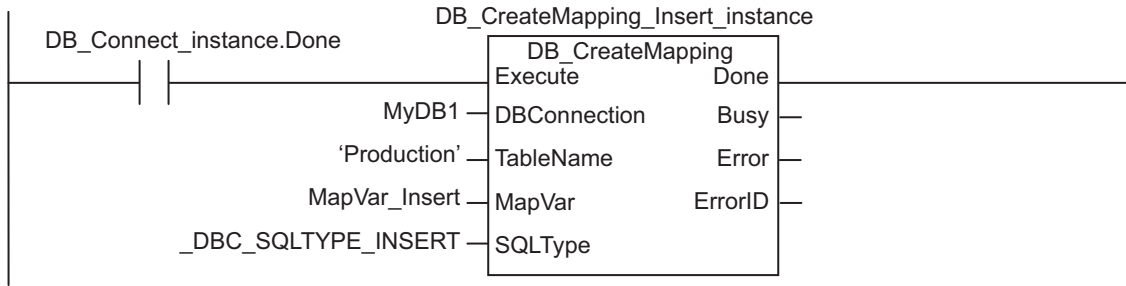 DB_CreateMapping_Insert_instance
DB_Connect_instance.Done
DB_CreateMapping
Execute Done
MyDB1 DBConnection Busy
‘Production’ TableName Error
MapVar_Insert MapVar ErrorID
_DBC_SQLTYPE_INSERT SQLType